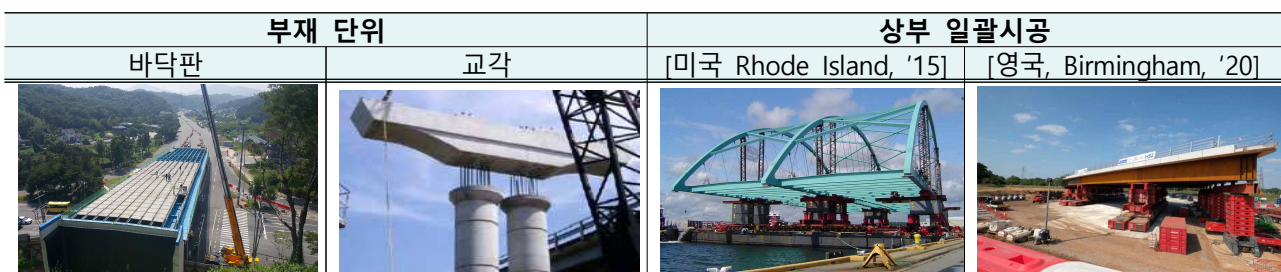 부재 단위
상부 일괄시공
바닥판
교각
[미국 Rhode Island, '15]
[영국, Birmingham, '20]